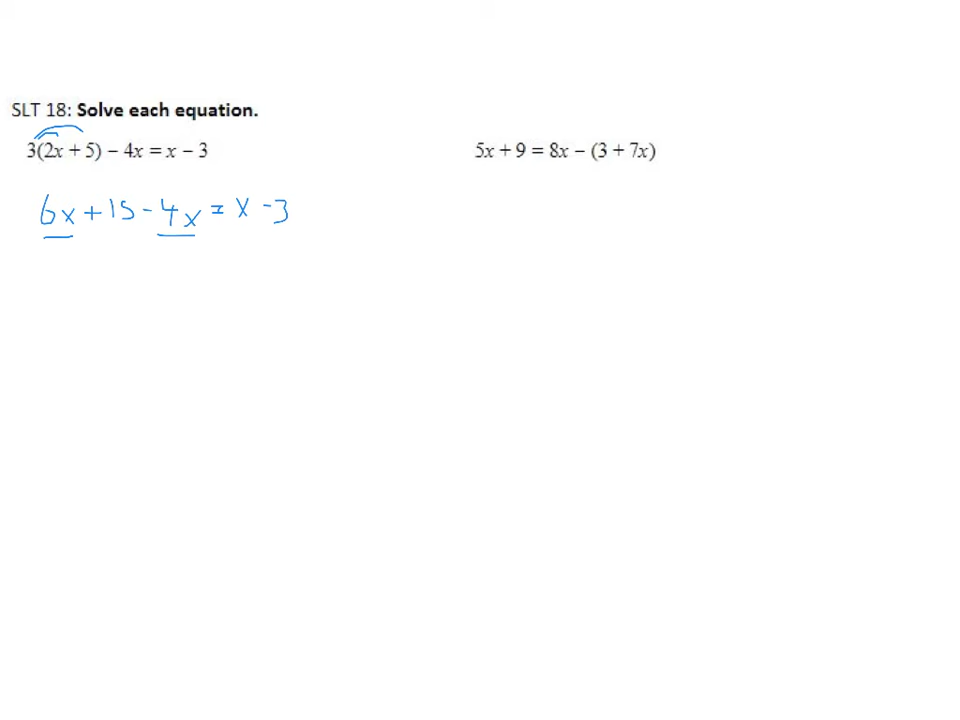 SLT 18: Solve each equation.
3(2x + 5) − 4x = x − 3
5x + 9 = 8x − (3 + 7x)
6x + 15 - 4x = x - 3